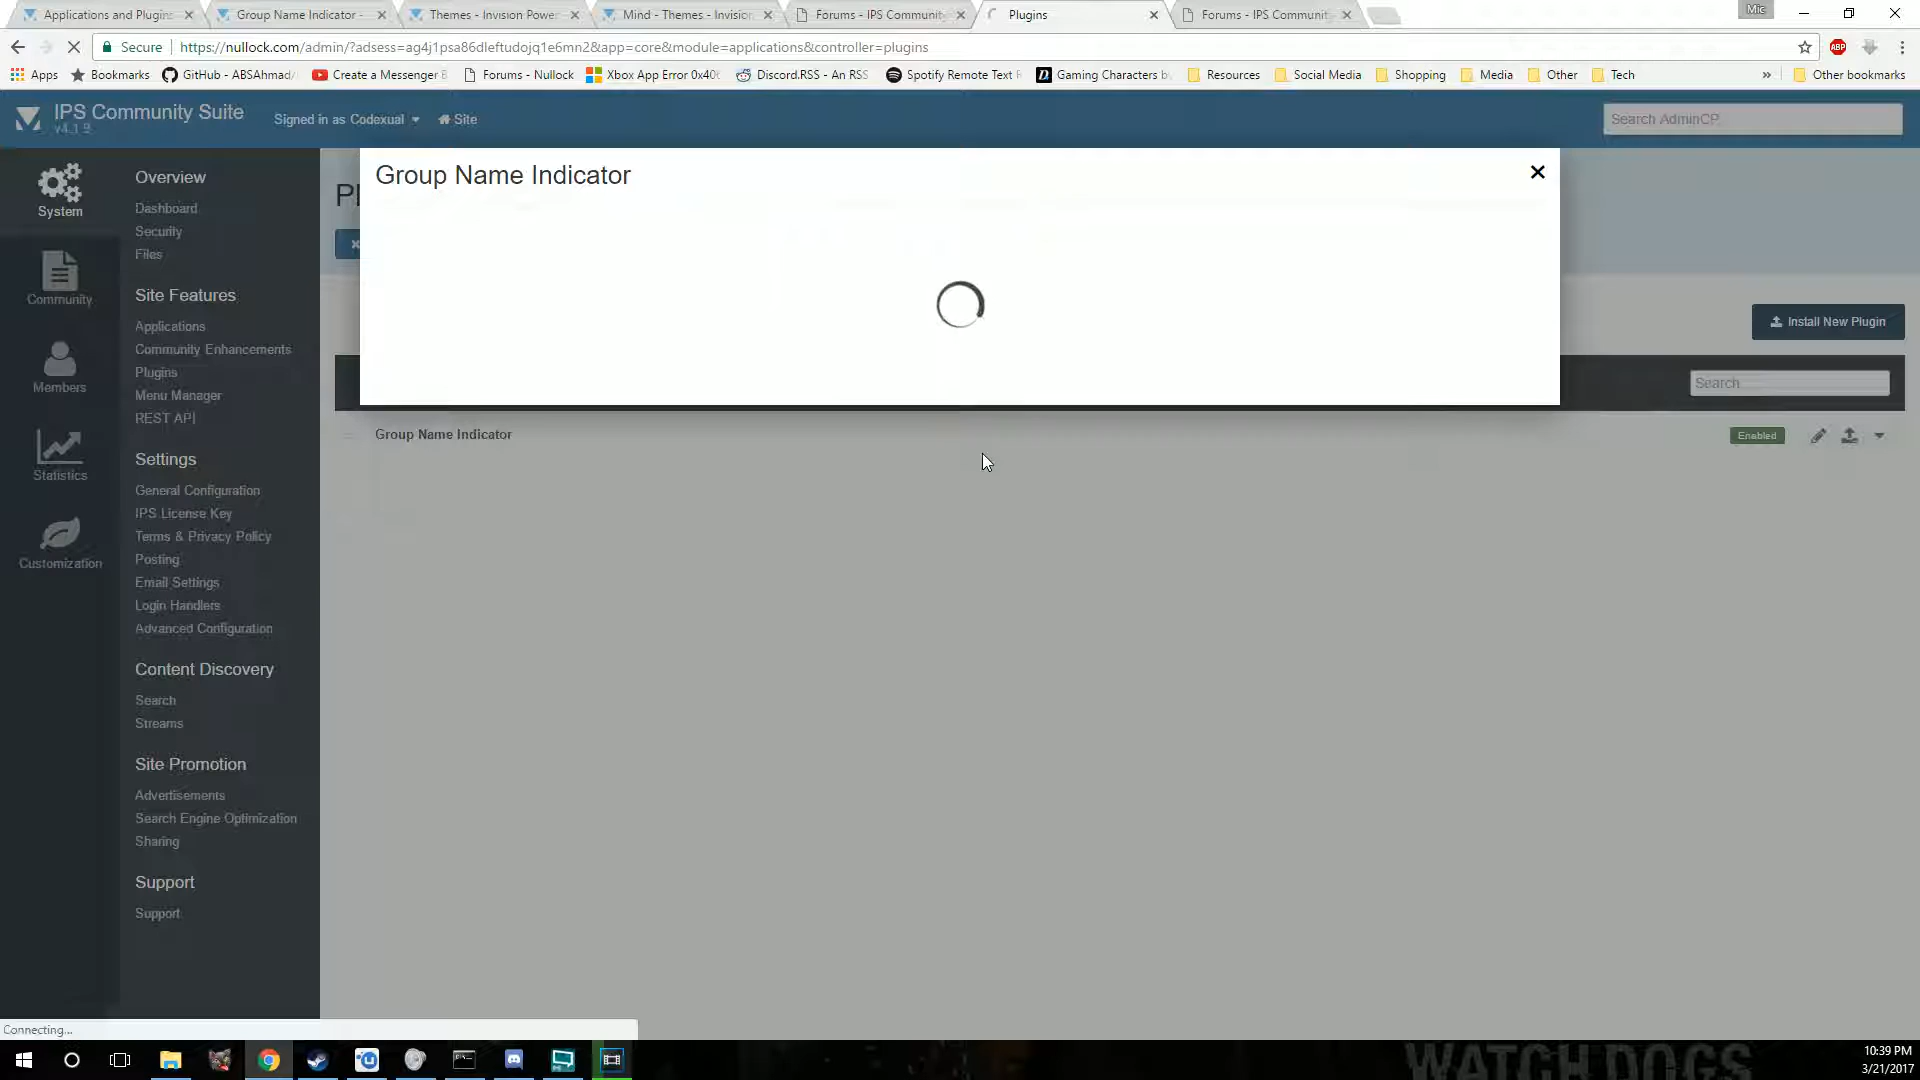 Applications and Plugins
Group Name Indicator -
Themes - Invision Power
Mind - Themes - Invision
Forums - IPS Community
Plugins
Forums - IPS Communit
Mic
Secure
https://nullock.com/admin/?adsess=ag4j1psa86dleftudojq1e6mn2&app=core&module=applications&controller=plugins
ABP
Apps
Bookmarks
GitHub - ABSAhmad/
Create a Messenger B
Forums - Nullock
Xbox App Error 0x40
Discord.RSS - An RSS
Spotify Remote Text
Gaming Characters b
Resources
Social Media
Shopping
Media
Other
Tech
»
Other bookmarks
IPS Community Suite
v4.1.9
Signed in as Codexual
Site
Search AdminCP
Group Name Indicator
System
Community
Members
Statistics
Customization
Overview
Dashboard
Security
Files
Site Features
Applications
Community Enhancements
Plugins
Menu Manager
REST API
Settings
General Configuration
IPS License Key
Terms & Privacy Policy
Posting
Email Settings
Login Handlers
Advanced Configuration
Content Discovery
Search
Streams
Site Promotion
Advertisements
Search Engine Optimization
Sharing
Support
Support
Pl
Install New Plugin
Search
Group Name Indicator
Enabled
Connecting...
WATCH DOGS
10:39 PM
3/21/2017